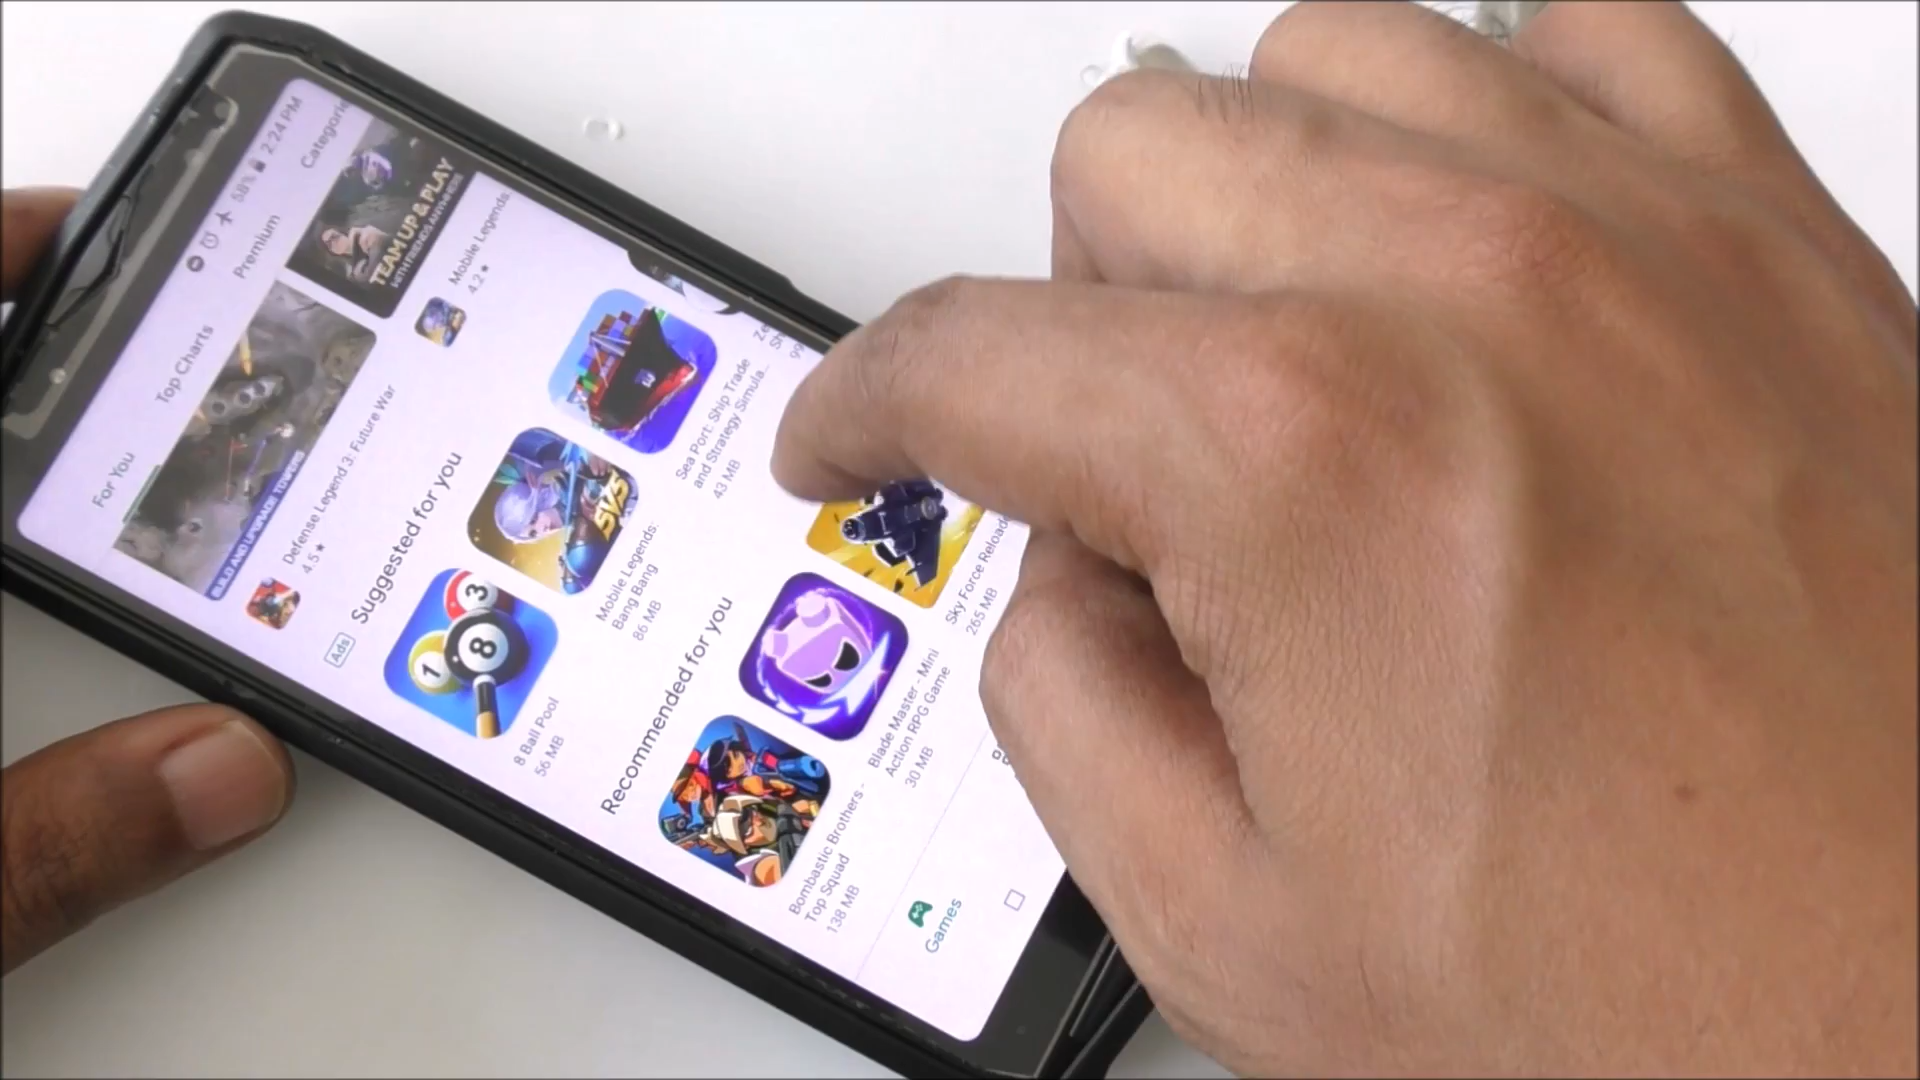 58% 2:24 PM
For You
Top Charts
Premium
BUILD AND UPGRADE TOWERS
TEAM UP & PLAY
WITH FRIENDS ANYWHERE
Defense Legend 3: Future War
4.5★
Mobile Legends:
4.2★
Ads
Suggested for you
1
3
8
5V5
8 Ball Pool
56 MB
Mobile Legends:
Bang Bang
86 MB
Sea Port: Ship Trade
and Strategy Simula...
43 MB
Recommended for you
Bombastic Brothers -
Top Squad
138 MB
Blade Master - Mini
Action RPG Game
30 MB
Sky Force Reload
265 MB
Games